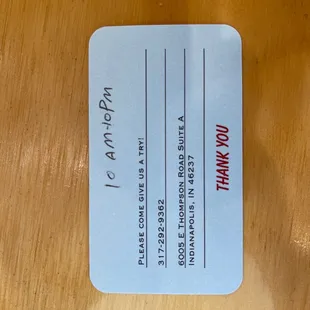 10 AM-10PM
PLEASE COME GIVE US A TRY!
317-292-9362
6005 E THOMPSON ROAD SUITE A
INDIANAPOLIS, IN 46237
THANK YOU